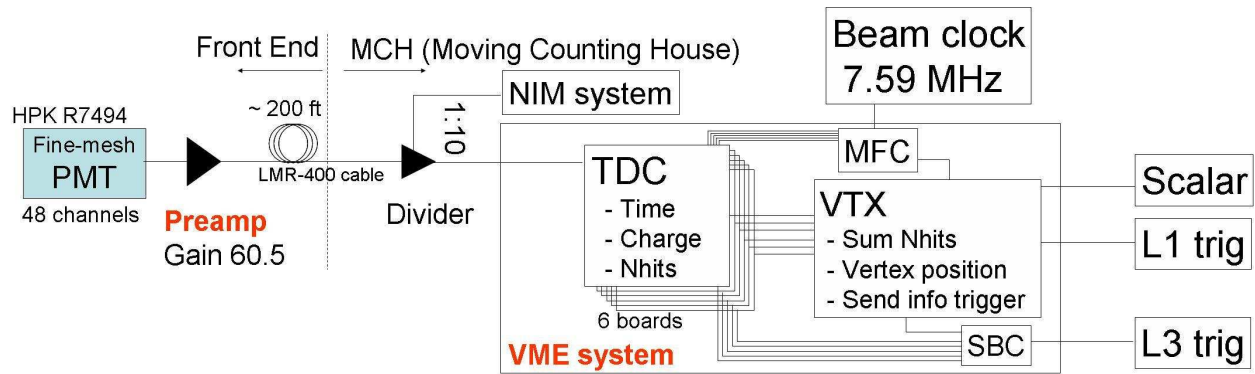 Front End
MCH (Moving Counting House)
Beam clock
7.59 MHz
NIM system
HPK R7494
~ 200 ft
1:10
Fine-mesh
PMT
48 channels
LMR-400 cable
Preamp
Gain 60.5
Divider
TDC
- Time
- Charge
- Nhits
6 boards
MFC
VTX
- Sum Nhits
- Vertex position
- Send info trigger
SBC
VME system
Scalar
L1 trig
L3 trig